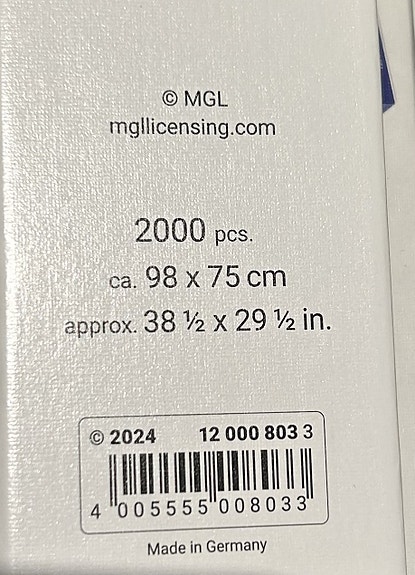 © MGL
mgllicensing.com
2000 pcs.
ca. 98 x 75 cm
approx. 38 ½ x 29 ½ in.
© 2024 12 000 803 3
4 005555 008033
Made in Germany